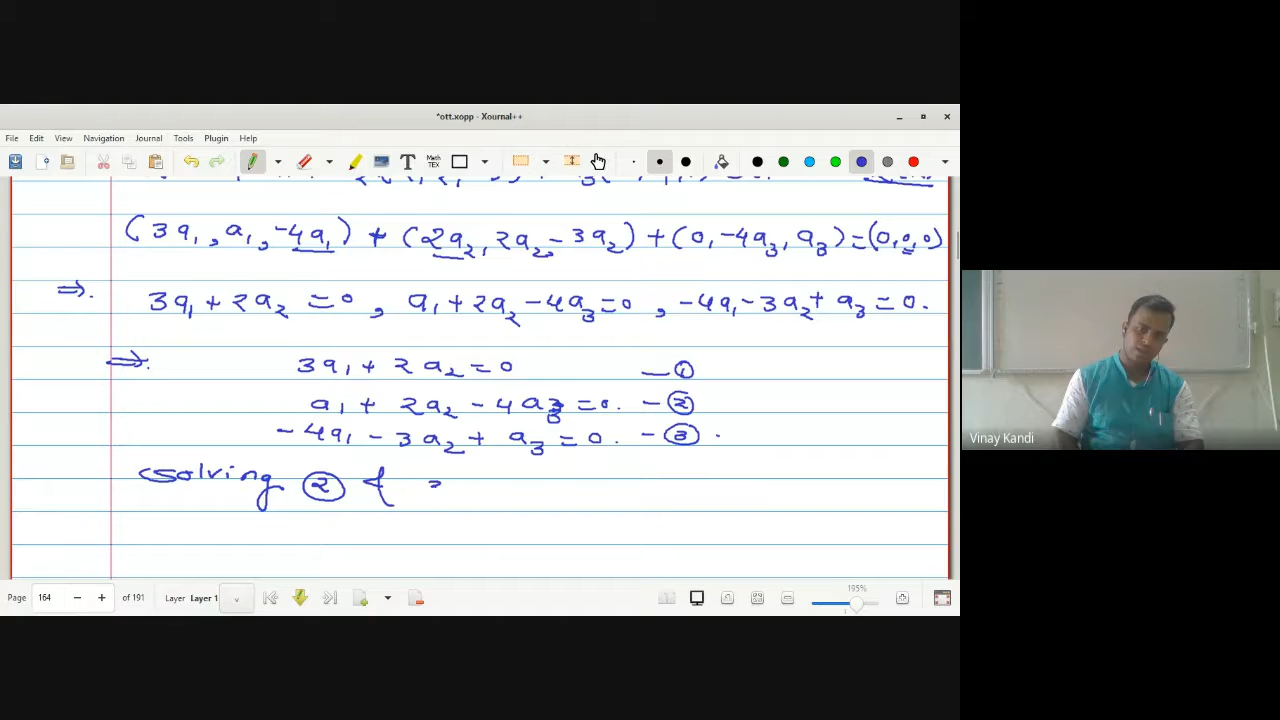 *ott.xopp - Xournal++
File Edit View Navigation Journal Tools Plugin Help
(3a₁, a₁, -4a₁) + (2a₂, 2a₂ - 3a₂) + (0, -4a₃, a₃) = (0, 0, 0)
⇒ 3a₁ + 2a₂ = 0, a₁ + 2a₂ - 4a₃ = 0, -4a₁ - 3a₂ + a₃ = 0.
⇒ 3a₁ + 2a₂ = 0 — ①
a₁ + 2a₂ - 4a₃ = 0. - ②
-4a₁ - 3a₂ + a₃ = 0. - ③.
Solving ② &
Vinay Kandi
Page 164 of 191 Layer Layer 1 195%